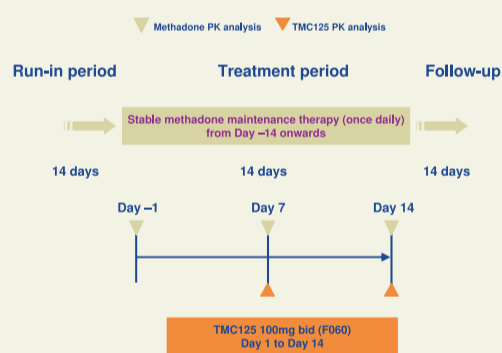 Methadone PK analysis TMC125 PK analysis
Run-in period Treatment period Follow-up
Stable methadone maintenance therapy (once daily)
from Day –14 onwards
14 days 14 days 14 days
Day –1 Day 7 Day 14
TMC125 100mg bid (F060)
Day 1 to Day 14